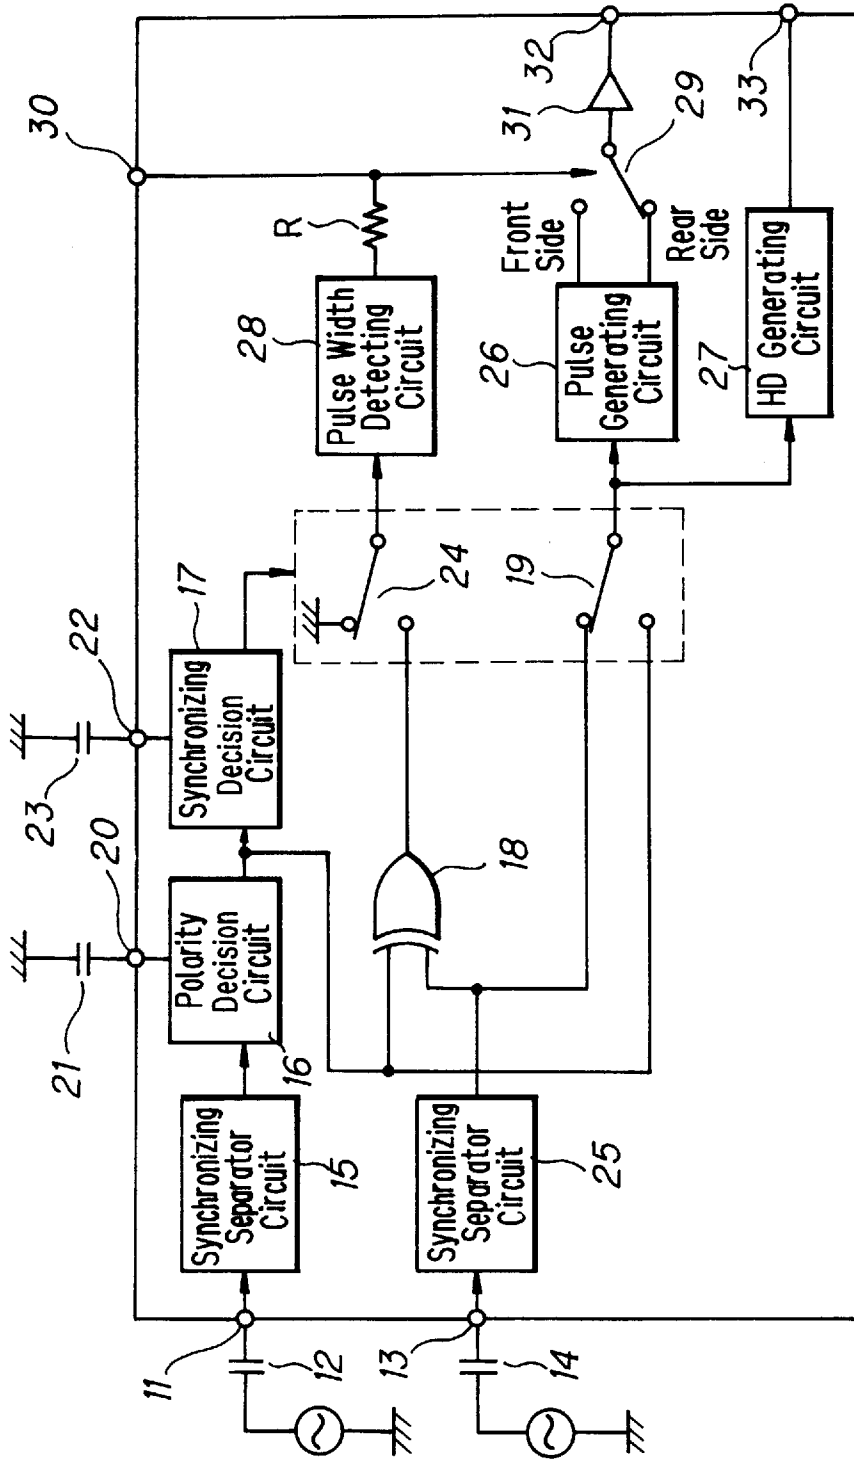 30
22
20
23
21
17
Synchronizing
Decision
Circuit
Polarity
Decision
Circuit
16
Synchronizing
Separator
Circuit
15
11
12
R
28
Pulse Width
Detecting
Circuit
24
18
19
Synchronizing
Separator
Circuit
25
13
14
32
31
29
Front
Side
Rear
Side
26
Pulse
Generating
Circuit
33
27
HD Generating
Circuit